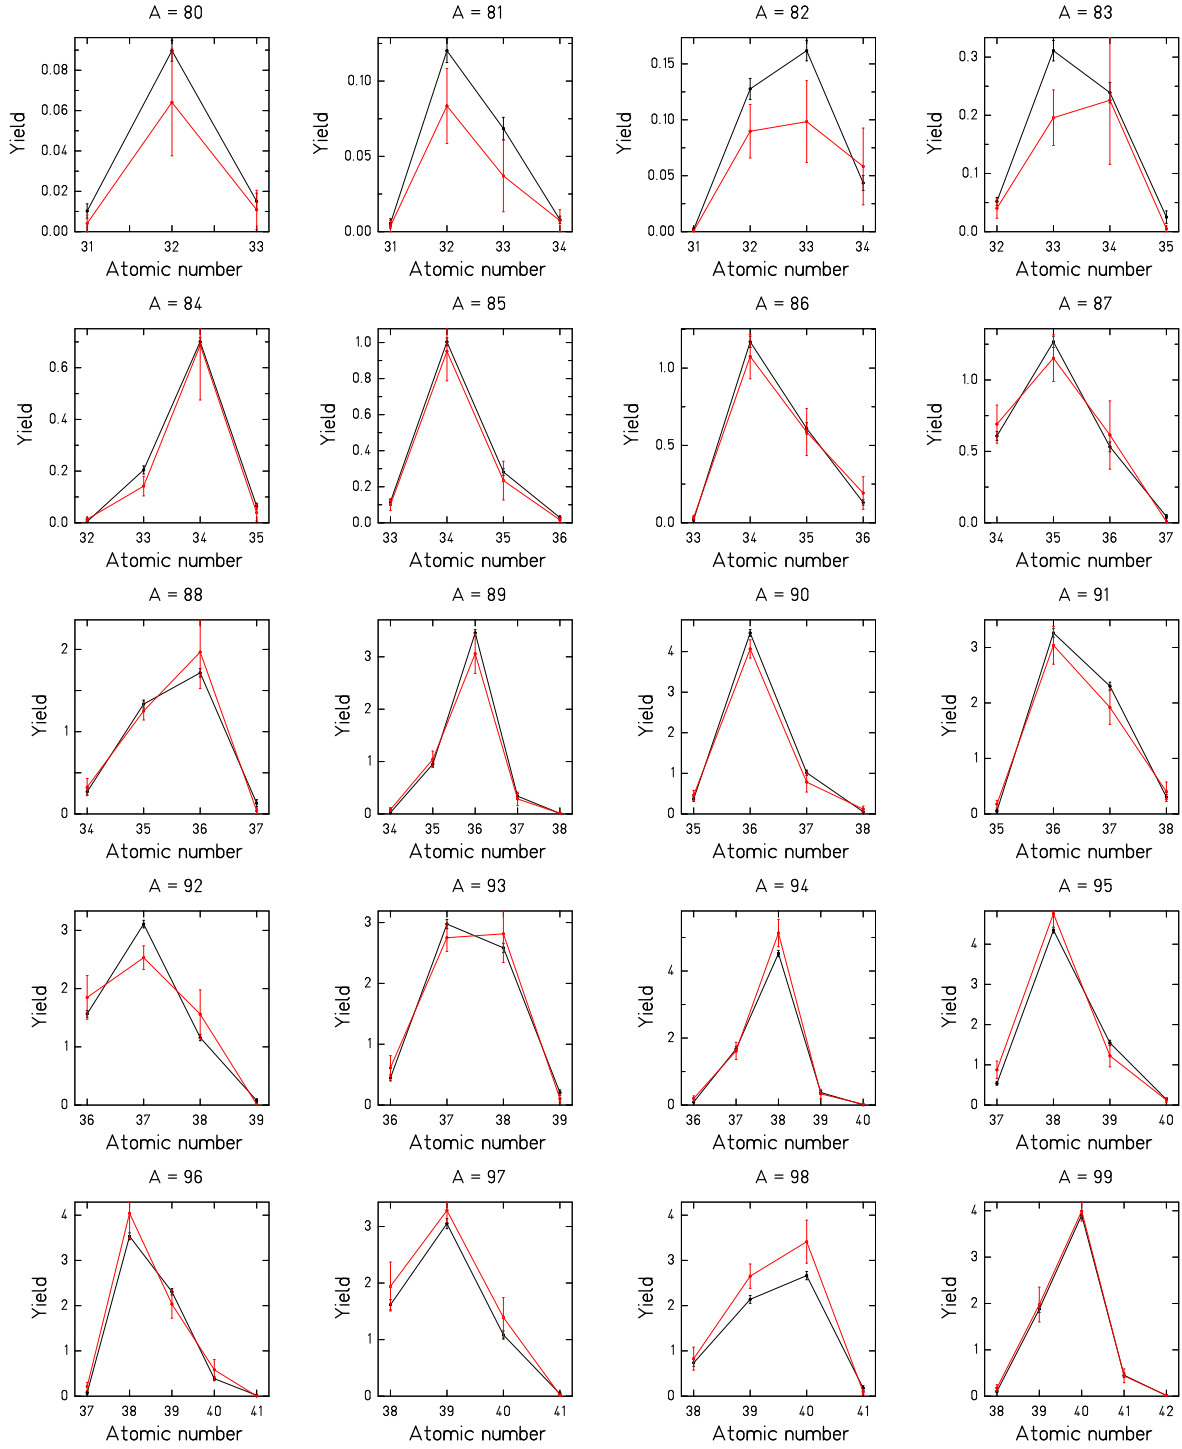 A = 80
A = 81
A = 82
A = 83
Yield
0.08
0.06
0.04
0.02
0.00
31
32
33
Atomic number
Yield
0.10
0.05
0.00
31
32
33
34
Atomic number
Yield
0.15
0.10
0.05
0.00
31
32
33
34
Atomic number
Yield
0.3
0.2
0.1
0.0
32
33
34
35
Atomic number
A = 84
A = 85
A = 86
A = 87
Yield
0.6
0.4
0.2
0.0
32
33
34
35
Atomic number
Yield
1.0
0.8
0.6
0.4
0.2
0.0
33
34
35
36
Atomic number
Yield
1.0
0.5
0.0
33
34
35
36
Atomic number
Yield
1.0
0.5
0.0
34
35
36
37
Atomic number
A = 88
A = 89
A = 90
A = 91
Yield
2
1
0
34
35
36
37
Atomic number
Yield
3
2
1
0
34
35
36
37
38
Atomic number
Yield
4
3
2
1
0
35
36
37
38
Atomic number
Yield
3
2
1
0
35
36
37
38
Atomic number
A = 92
A = 93
A = 94
A = 95
Yield
3
2
1
0
36
37
38
39
Atomic number
Yield
3
2
1
0
36
37
38
39
Atomic number
Yield
4
2
0
36
37
38
39
40
Atomic number
Yield
4
3
2
1
0
37
38
39
40
Atomic number
A = 96
A = 97
A = 98
A = 99
Yield
4
3
2
1
0
37
38
39
40
41
Atomic number
Yield
3
2
1
0
38
39
40
41
Atomic number
Yield
4
3
2
1
0
38
39
40
41
Atomic number
Yield
4
3
2
1
0
38
39
40
41
42
Atomic number